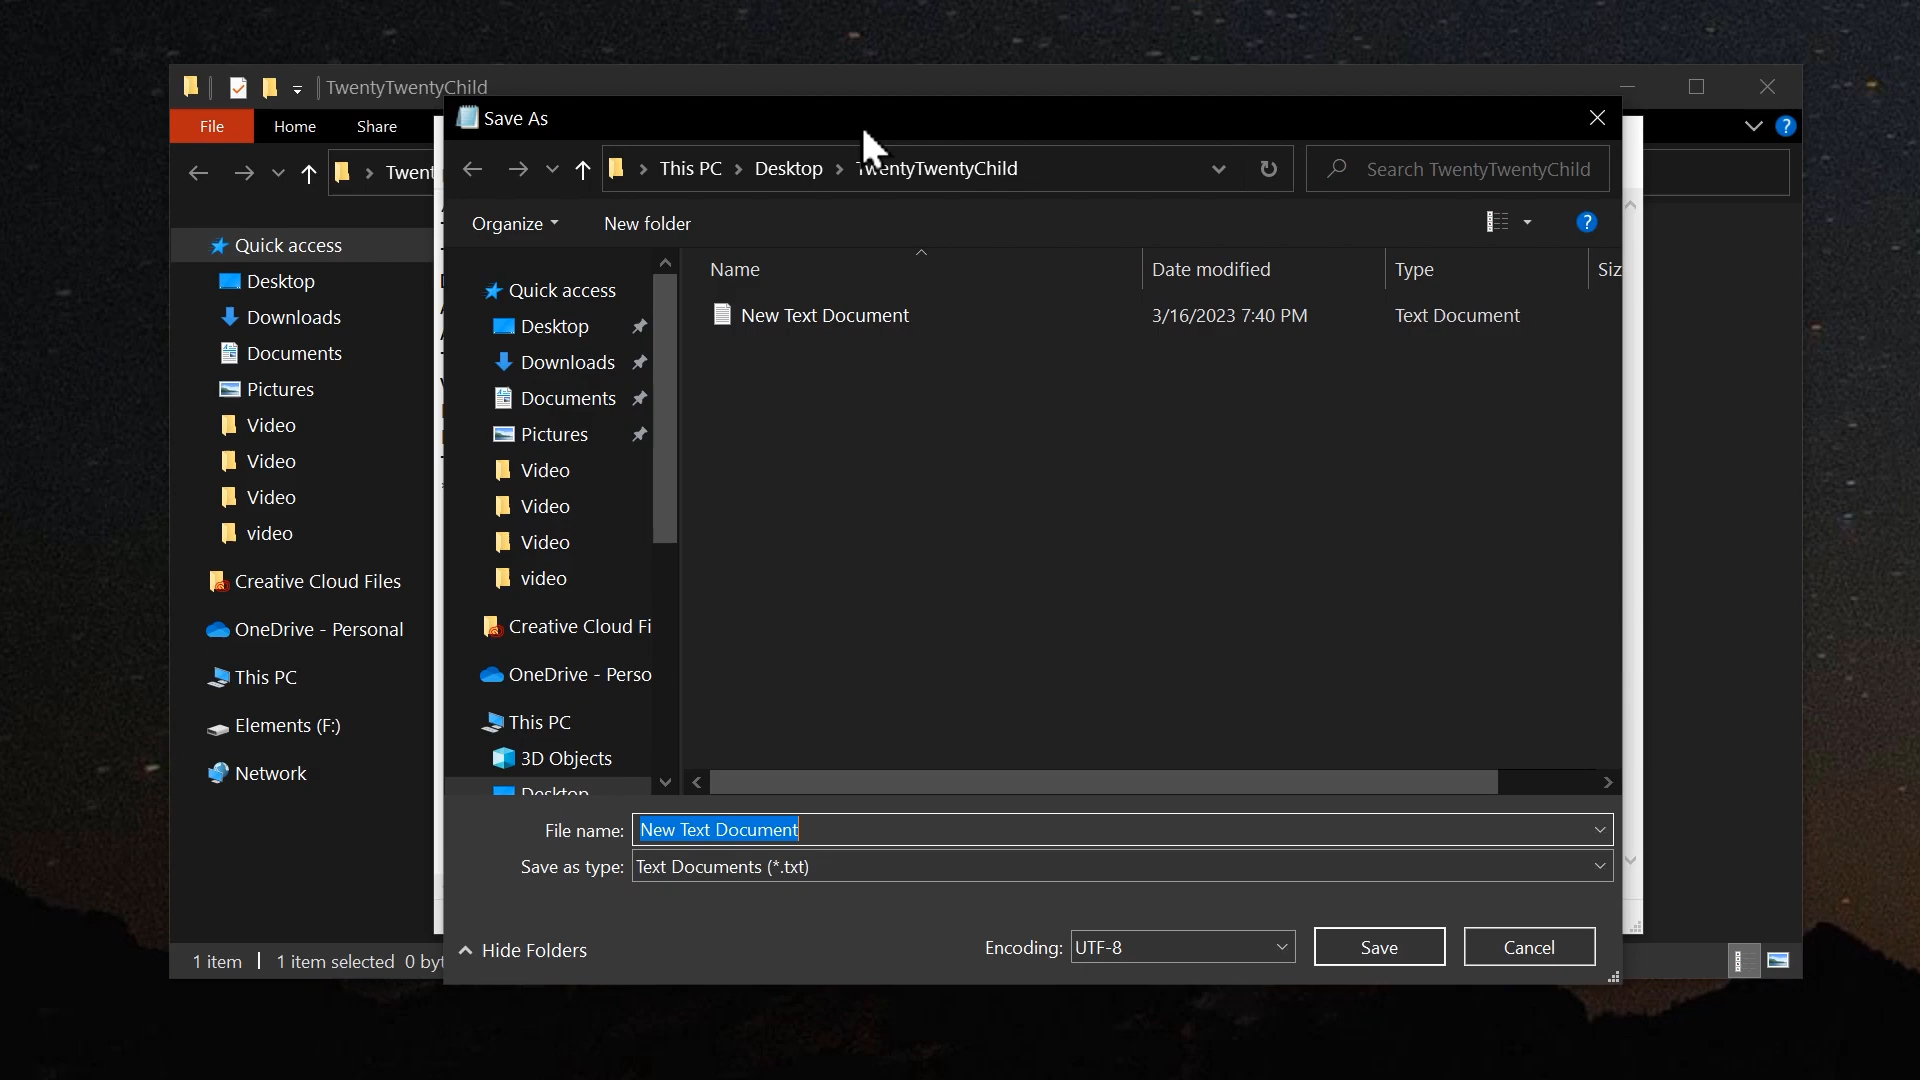 TwentyTwentyChild
File
Home
Share
?
Twent
Quick access
Desktop
Downloads
Documents
Pictures
Video
Video
Video
video
Creative Cloud Files
OneDrive - Personal
This PC
Elements (F:)
Network
1 item
1 item selected 0 byt
Save As
This PC
Desktop
TwentyTwentyChild
Search TwentyTwentyChild
Organize
New folder
?
Quick access
Desktop
Downloads
Documents
Pictures
Video
Video
Video
video
Creative Cloud Fi
OneDrive - Perso
This PC
3D Objects
Desktop
Name
Date modified
Type
Siz
New Text Document
3/16/2023 7:40 PM
Text Document
File name:
New Text Document
Save as type:
Text Documents (*.txt)
Hide Folders
Encoding:
UTF-8
Save
Cancel